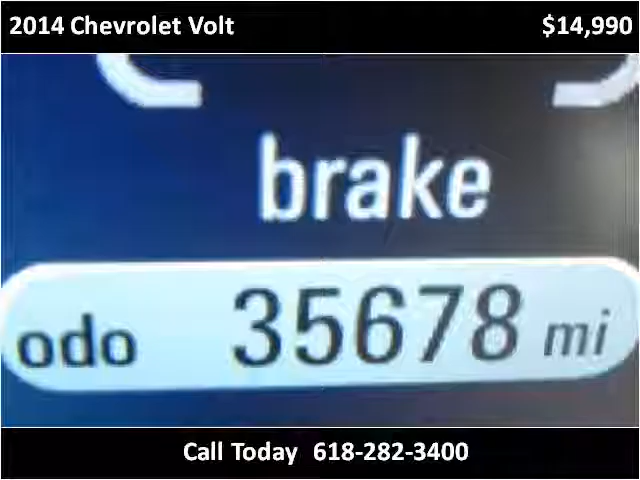 2014 Chevrolet Volt $14,990
brake
odo 35678 mi
Call Today 618-282-3400